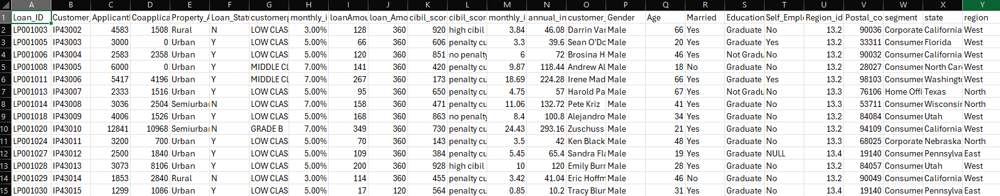 A B C D E F G H I J K L M N O P Q R S T U V W X Y
1 Loan_ID Customer_ Applicant Coapplica Property_A Loan_Statu customerg monthly_i loanAmou loan_Amo cibil_scor cibil_scor monthly_i annual_in customer_ Gender Age Married Education Self_Emplo Region_id Postal_co segment state region
2 LP001003 IP43002 4583 1508 Rural N LOW CLAS 3.00% 128 360 920 high cibil 3.84 46.08 Darrin Var Male 66 Yes Graduate No 13.2 90036 Corporate California West
3 LP001005 IP43003 3000 0 Urban Y LOW CLAS 5.00% 66 360 606 penalty cu 3.3 39.6 Sean O'Do Male 20 Yes Graduate Yes 13.2 33311 Consumer Florida West
4 LP001006 IP43004 2583 2358 Urban Y LOW CLAS 5.00% 120 360 851 no penalty 6 72 Brosina H Male 46 Yes Not Gradu No 13.2 90032 Consumer California West
5 LP001008 IP43005 6000 0 Urban Y MIDDLE CL 7.00% 141 360 420 penalty cu 9.87 118.44 Andrew Al Male 18 No Graduate No 13.2 28027 Consumer North Car West
6 LP001011 IP43006 5417 4196 Urban Y MIDDLE CL 7.00% 267 360 173 penalty cu 18.69 224.28 Irene Mad Male 66 Yes Graduate Yes 13.2 98103 Consumer Washingt West
7 LP001013 IP43007 2333 1516 Urban Y LOW CLAS 5.00% 95 360 650 penalty cu 4.75 57 Harold Pa Male 67 Yes Not Gradu No 13.3 76106 Home Offi Texas North
8 LP001014 IP43008 3036 2504 Semiurba N LOW CLAS 7.00% 158 360 471 penalty cu 11.06 132.72 Pete Kriz Male 41 Yes Graduate No 13.3 53711 Consumer Wisconsin North
9 LP001018 IP43009 4006 1526 Urban Y LOW CLAS 5.00% 168 360 863 no penalty 8.4 100.8 Alejandro Male 34 Yes Graduate No 13.2 84084 Consumer Utah West
10 LP001020 IP43010 12841 10968 Semiurba N GRADE B 7.00% 349 360 730 penalty cu 24.43 293.16 Zuschuss Male 21 Yes Graduate No 13.2 94109 Consumer California West
11 LP001024 IP43011 3200 700 Urban Y LOW CLAS 5.00% 70 360 143 penalty cu 3.5 42 Ken Black Male 48 Yes Graduate No 13.3 68025 Corporate Nebraska North
12 LP001027 IP43012 2500 1840 Urban Y LOW CLAS 5.00% 109 360 384 penalty cu 5.45 65.4 Sandra Fla Male 19 Yes Graduate NULL 13.4 19140 Consumer Pennsylva East
13 LP001028 IP43013 3073 8106 Urban Y LOW CLAS 5.00% 200 360 928 high cibil 10 120 Emily Burn Male 28 Yes Graduate No 13.2 84057 Consumer Utah West
14 LP001029 IP43014 1853 2840 Rural N LOW CLAS 3.00% 114 360 455 penalty cu 3.42 41.04 Eric Hoffm Male 46 No Graduate No 13.2 90049 Consumer California West
15 LP001030 IP43015 1299 1086 Urban Y LOW CLAS 5.00% 17 120 564 penalty cu 0.85 10.2 Tracy Blur Male 31 Yes Graduate No 13.4 19140 Consumer Pennsylva East